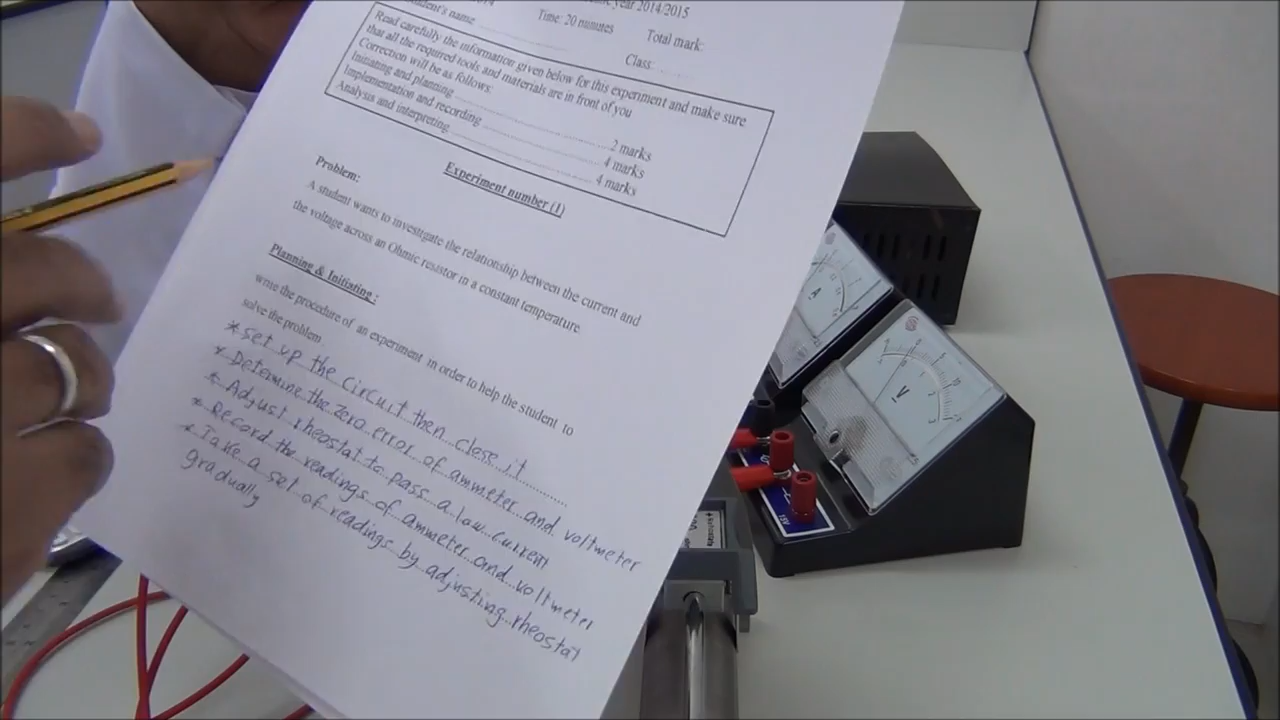 year 2014/2015
Student's name
Time: 20 minutes
Total mark:
Class
Read carefully the information given below for this experiment and make sure
that all the required tools and materials are in front of you
Correction will be as follows:
Initiating and planning 2 marks
Implementation and recording 4 marks
Analysis and interpreting 4 marks
Experiment number (1)
Problem:
A student wants to investigate the relationship between the current and
the voltage across an Ohmic resistor in a constant temperature.
Planning & Initiating :
write the procedure of an experiment in order to help the student to
solve the problem
* set up the circuit then close it
* Determine the zero error of ammeter and voltmeter
* Adjust rheostat to pass a low current
* Record the readings of ammeter and voltmeter
* Take a set of readings by adjusting rheostat
gradually
A
V